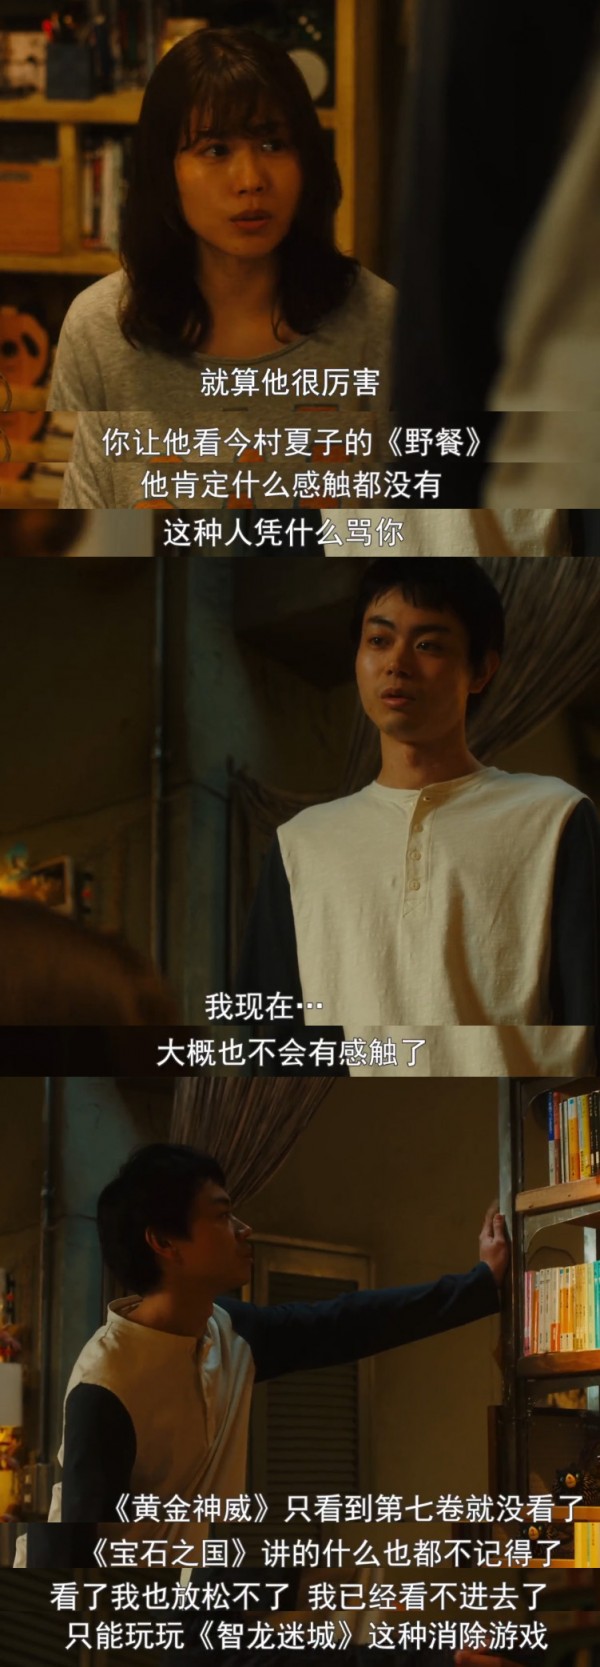 就算他很厉害
你让他看今村夏子的《野餐》
他肯定什么感触都没有
这种人凭什么骂你
我现在…
大概也不会有感触了
《黄金神威》只看到第七卷就没看了
《宝石之国》讲的什么也都不记得了
看了我也放松不了 我已经看不进去了
只能玩玩《智龙迷城》这种消除游戏